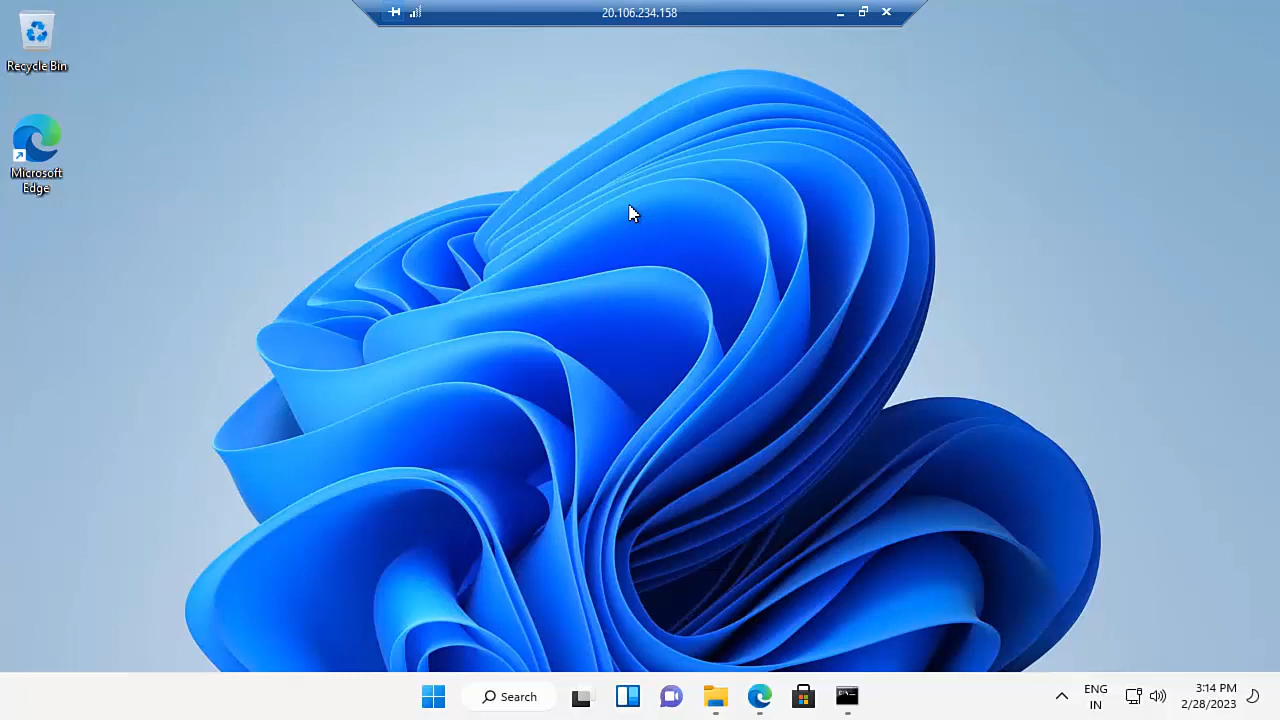 20.106.234.158
Recycle Bin
Microsoft
Edge
Search
ENG
IN
3:14 PM
2/28/2023